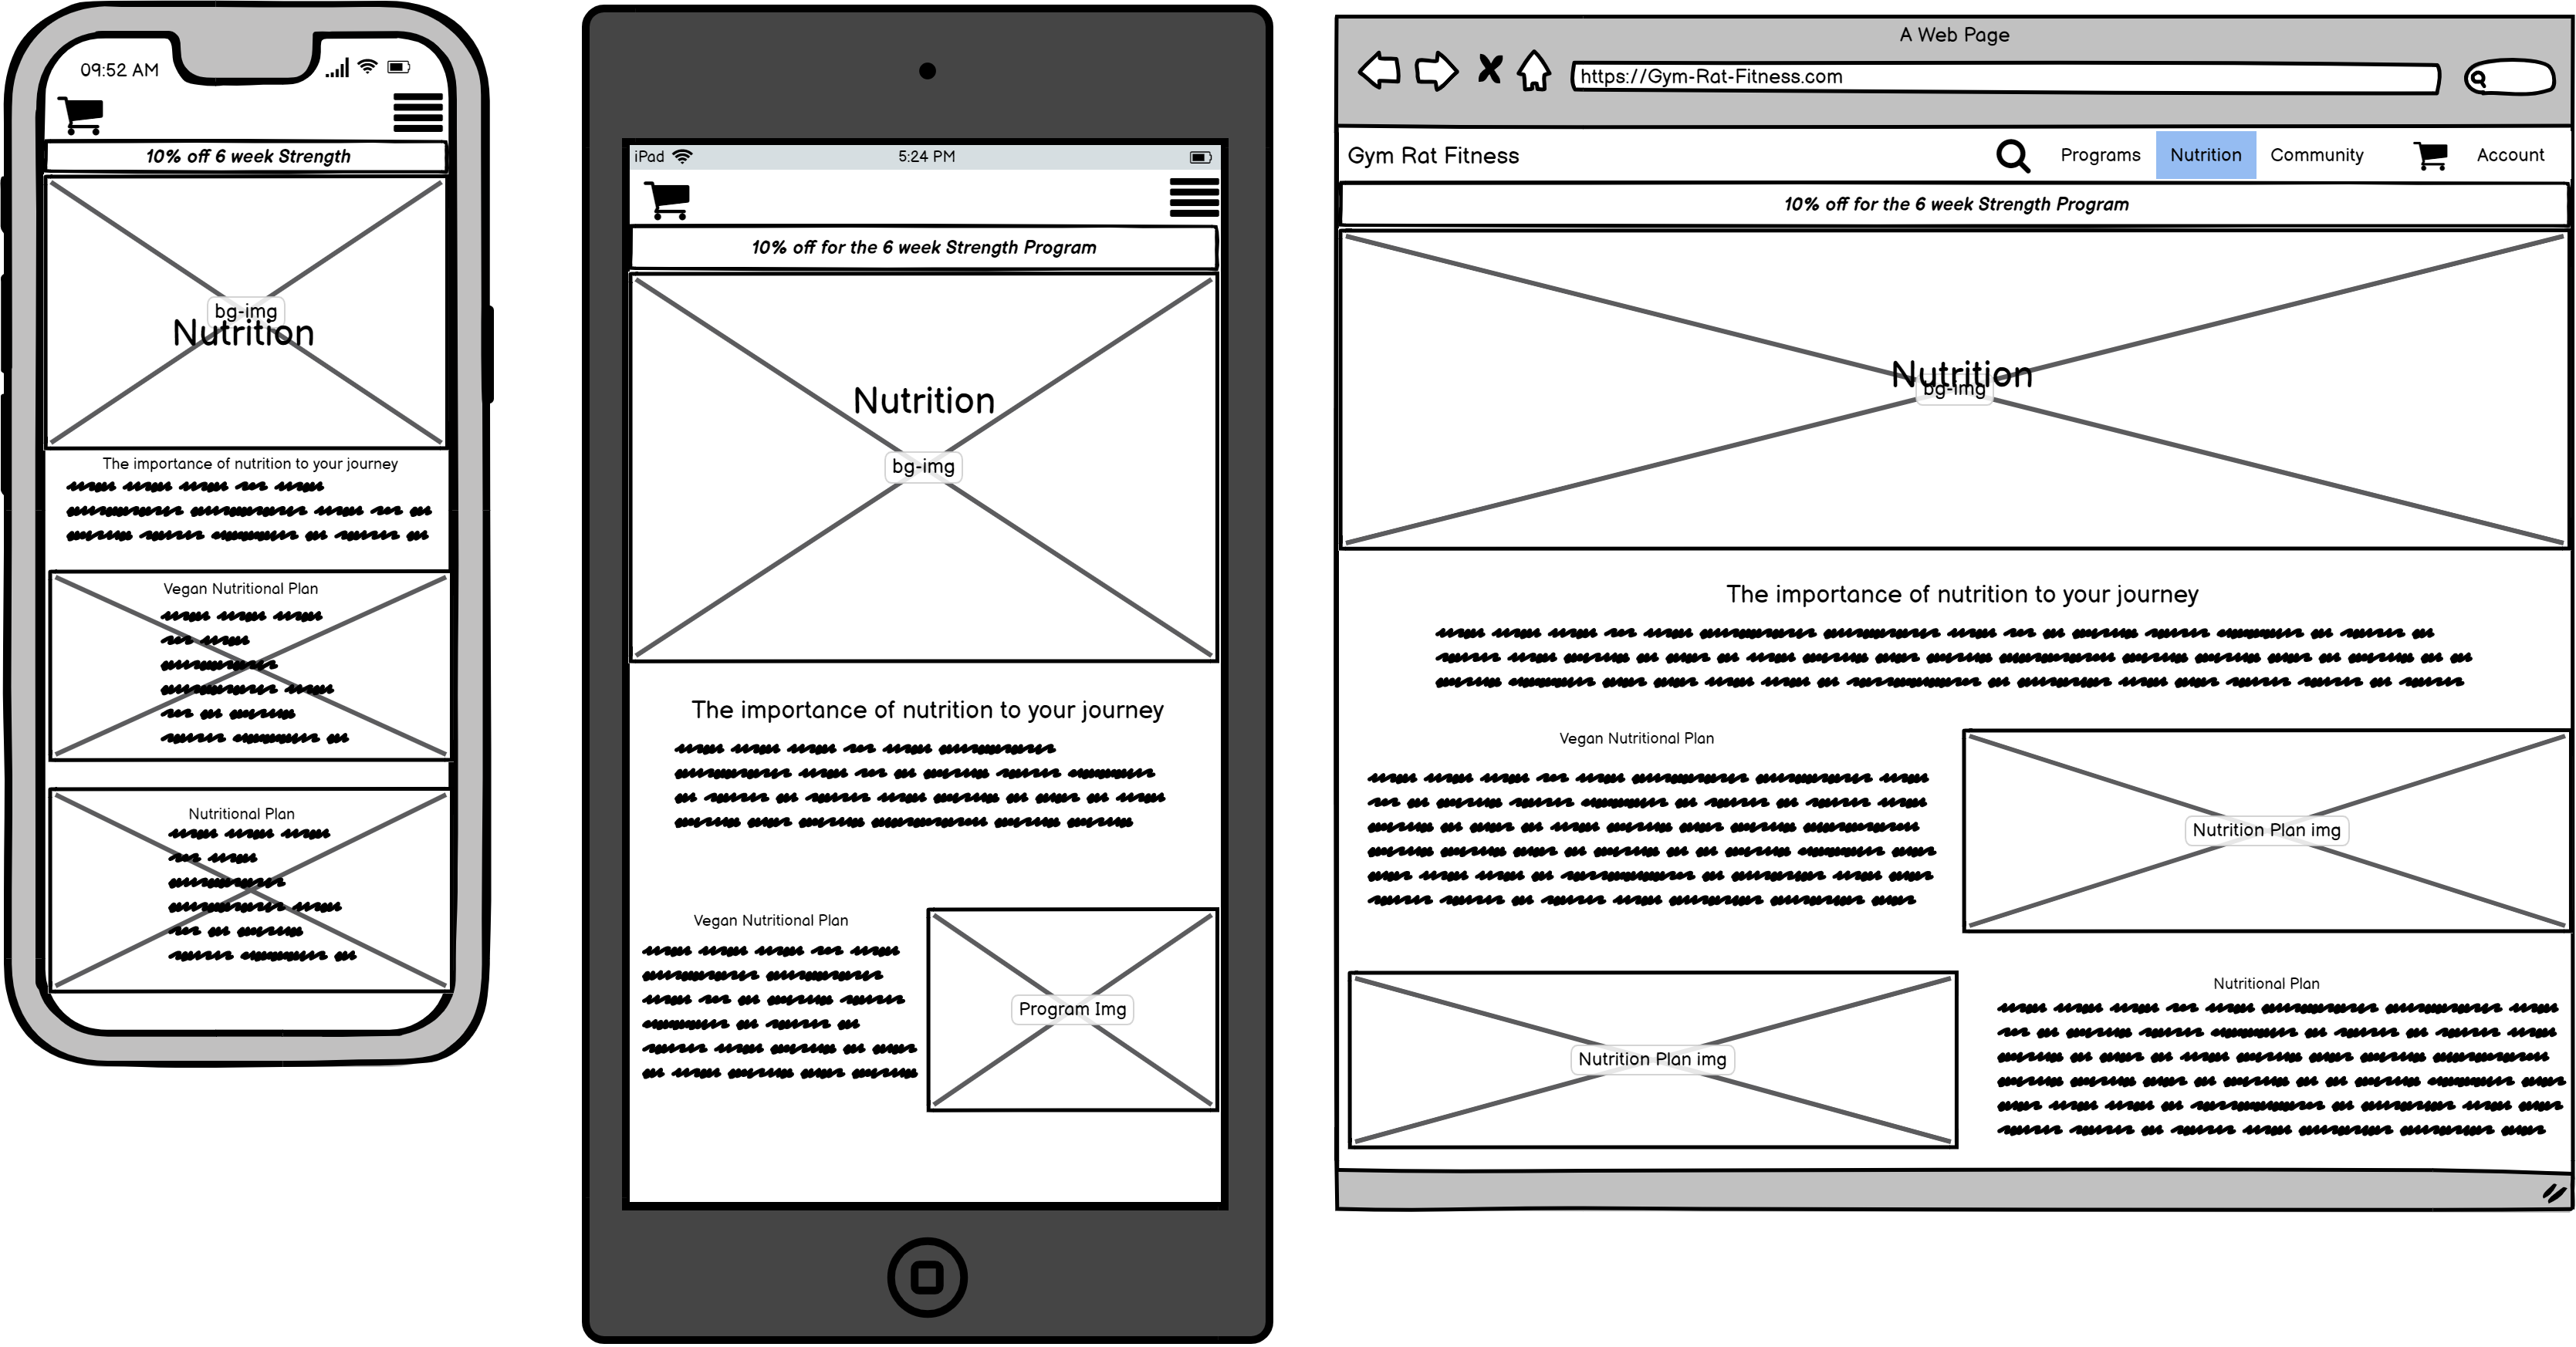 09:52 AM
10% off 6 week Strength
bg-img
Nutrition
The importance of nutrition to your journey
Vegan Nutritional Plan
Nutritional Plan
iPad
5:24 PM
10% off for the 6 week Strength Program
Nutrition
bg-img
The importance of nutrition to your journey
Vegan Nutritional Plan
Program Img
A Web Page
https://Gym-Rat-Fitness.com
Gym Rat Fitness
Programs
Nutrition
Community
Account
10% off for the 6 week Strength Program
Nutrition
bg-img
The importance of nutrition to your journey
Vegan Nutritional Plan
Nutrition Plan img
Nutritional Plan
Nutrition Plan img